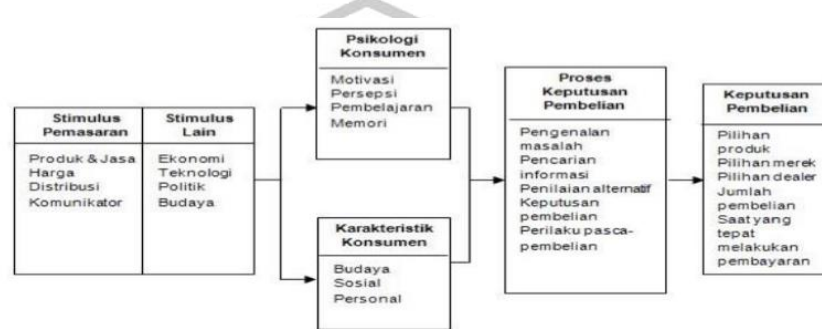 Stimulus
Pemasaran
Produk & Jasa
Harga
Distribusi
Komunikator
Stimulus
Lain
Ekonomi
Teknologi
Politik
Budaya
Psikologi
Konsumen
Motivasi
Persepsi
Pembelajaran
Memori
Karakteristik
Konsumen
Budaya
Sosial
Personal
Proses
Keputusan
Pembelian
Pengenalan
masalah
Pencarian
informasi
Penilaian alternatif
Keputusan
pembelian
Perilaku pasca-
pembelian
Keputusan
Pembelian
Pilihan
produk
Pilihan merek
Pilihan dealer
Jumlah
pembelian
Saat yang
tepat
melakukan
pembayaran